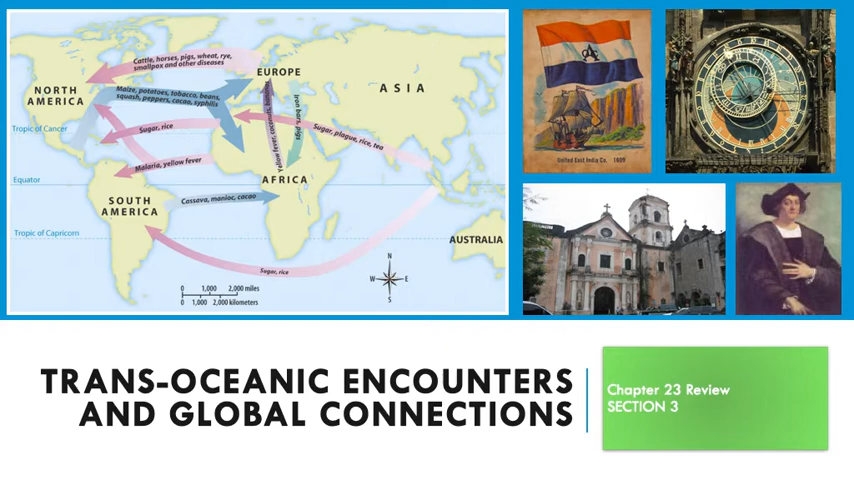 Cattle, horses, pigs, wheat, rye,
smallpox and other diseases
EUROPE
NORTH
AMERICA
ASIA
Maize, potatoes, tobacco, beans,
squash, peppers, cacao, syphilis
Yellow fever, coconuts, bananas
Iron bars, pigs
Tropic of Cancer
Sugar, rice
Sugar, plague, rice, tea
Malaria, yellow fever
Equator
AFRICA
SOUTH
AMERICA
Cassava, manioc, cacao
Tropic of Capricorn
AUSTRALIA
Sugar, rice
N
W
E
S
0 1,000 2,000 miles
0 1,000 2,000 kilometers
United East India Co. 1609
TRANS-OCEANIC ENCOUNTERS
AND GLOBAL CONNECTIONS
Chapter 23 Review
SECTION 3